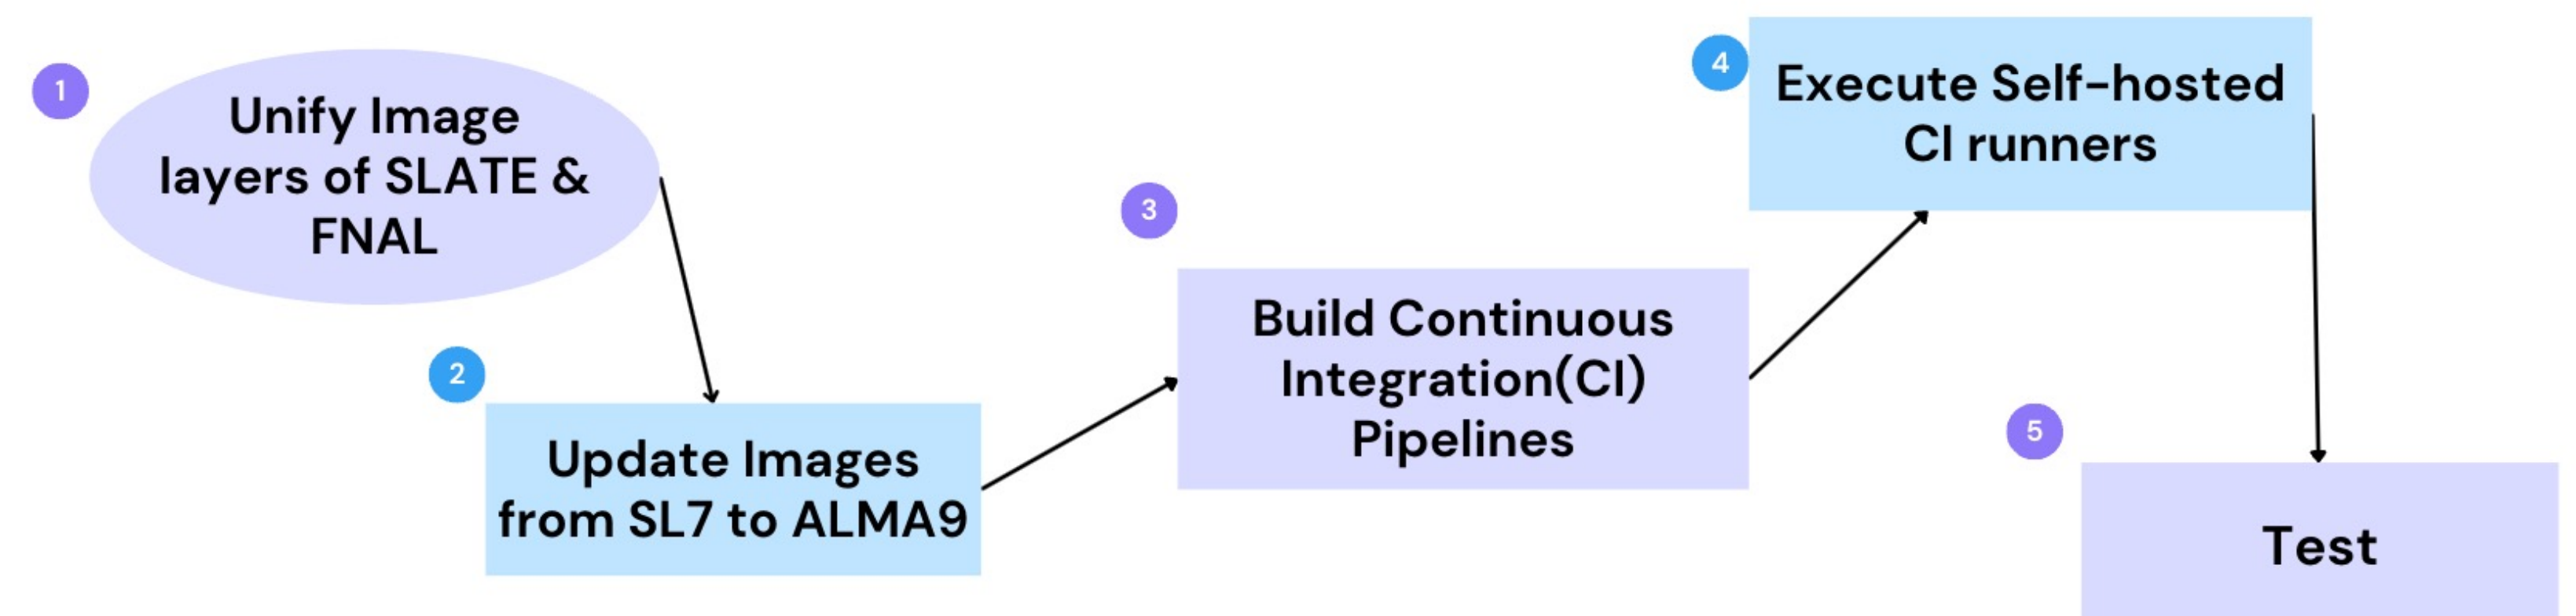 1
Unify Image
layers of SLATE &
FNAL
2
Update Images
from SL7 to ALMA9
3
Build Continuous
Integration(CI)
Pipelines
4
Execute Self-hosted
CI runners
5
Test